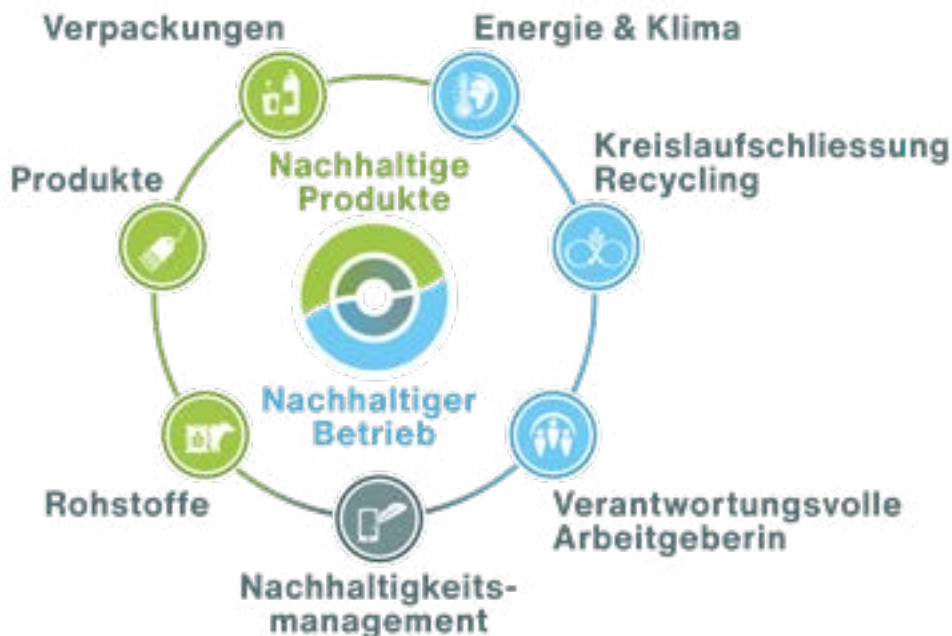 Verpackungen
Energie & Klima
Kreislaufschliessung
Recycling
Produkte
Nachhaltige
Produkte
Nachhaltiger
Betrieb
Rohstoffe
Verantwortungsvolle
Arbeitgeberin
Nachhaltigkeits-
management